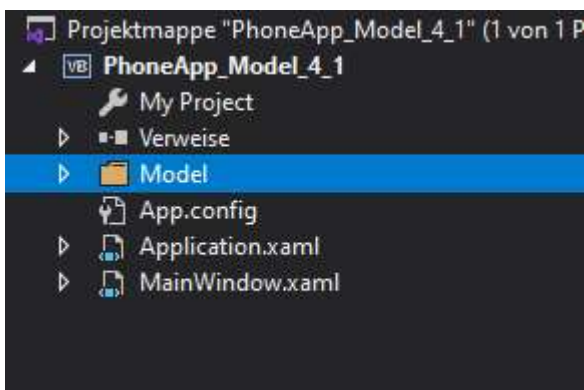 Projektmappe "PhoneApp_Model_4_1" (1 von 1 P
VB PhoneApp_Model_4_1
My Project
Verweise
Model
App.config
Application.xaml
MainWindow.xaml